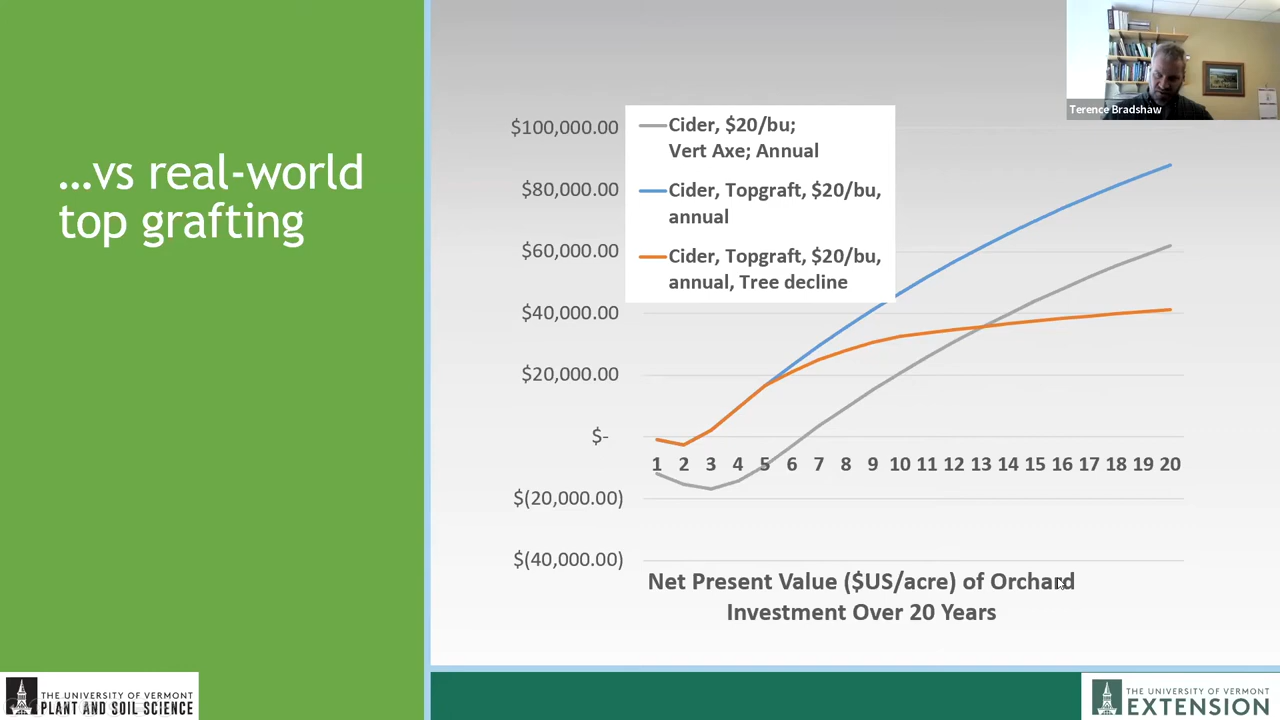 …vs real-world
top grafting
Terence Bradshaw
Cider, $20/bu;
Vert Axe; Annual
Cider, Topgraft, $20/bu,
annual
Cider, Topgraft, $20/bu,
annual, Tree decline
$100,000.00
$80,000.00
$60,000.00
$40,000.00
$20,000.00
$-
$(20,000.00)
$(40,000.00)
1 2 3 4 5 6 7 8 9 10 11 12 13 14 15 16 17 18 19 20
Net Present Value ($US/acre) of Orchard
Investment Over 20 Years
THE UNIVERSITY OF VERMONT
PLANT AND SOIL SCIENCE
THE UNIVERSITY OF VERMONT
EXTENSION